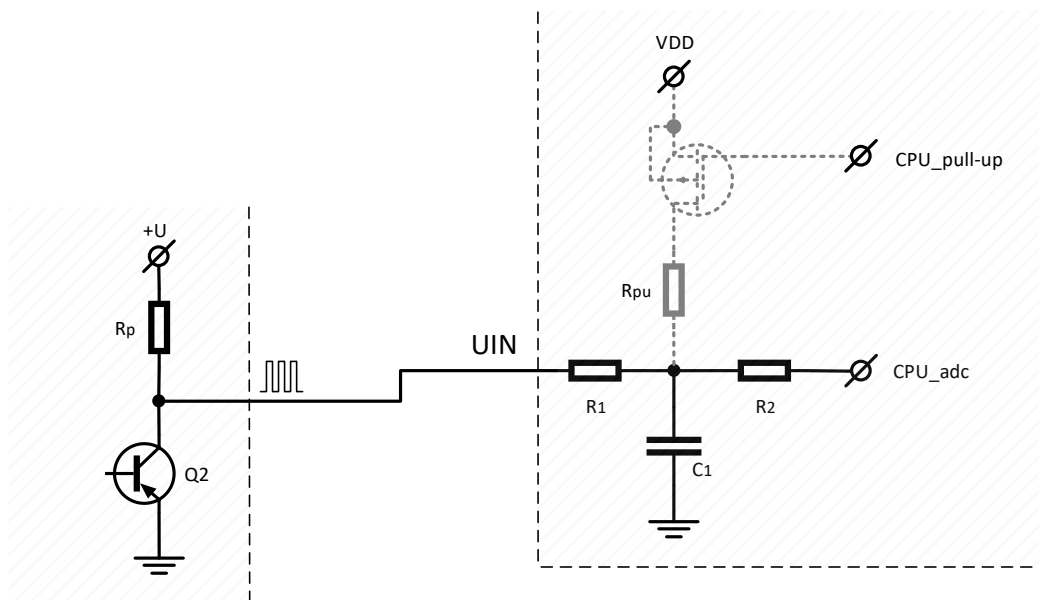 VDD
CPU_pull-up
+U
Rpu
Rp
UIN
CPU_adc
R1
R2
Q2
C1